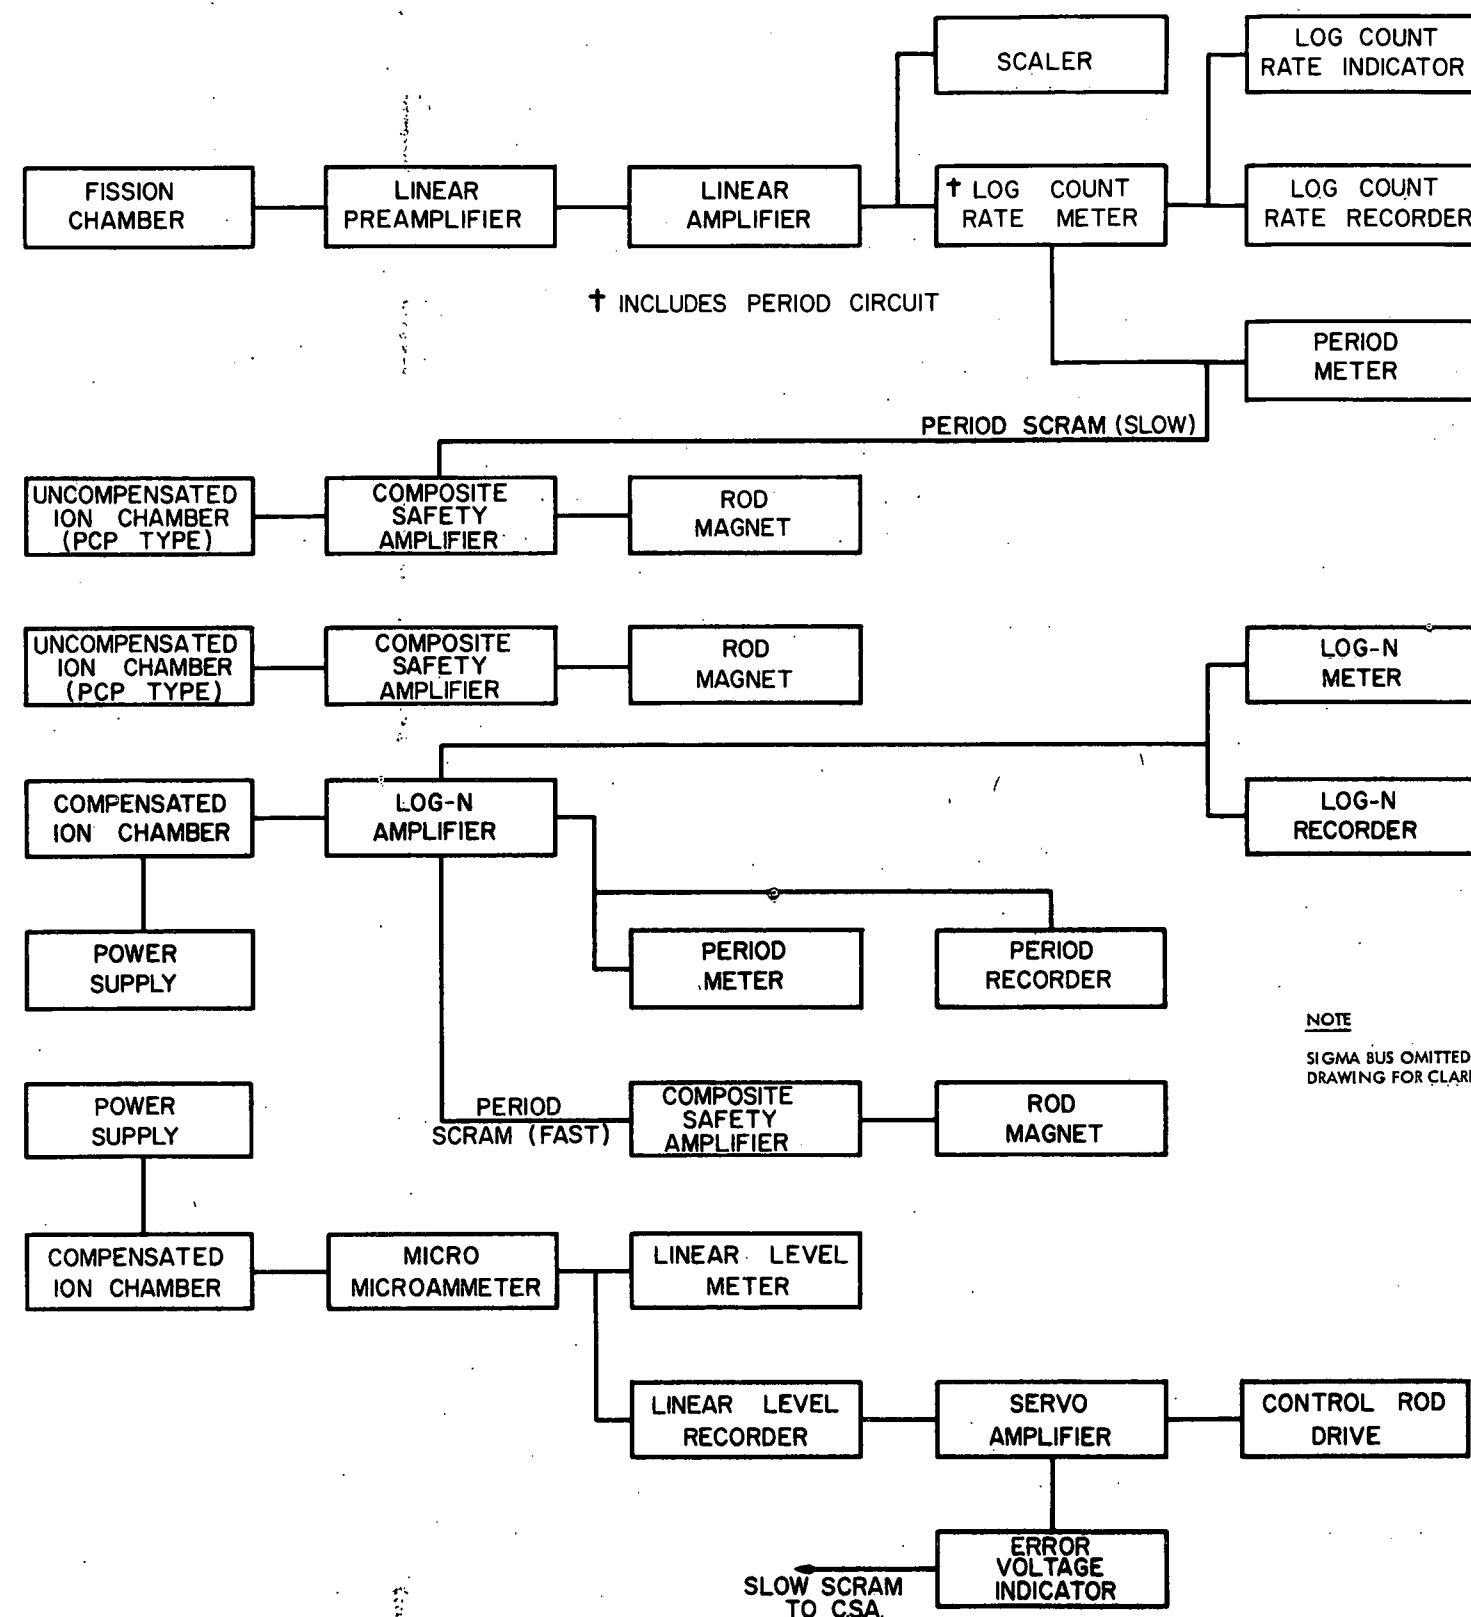 SCALER
LOG COUNT
RATE INDICATOR
FISSION
CHAMBER
LINEAR
PREAMPLIFIER
LINEAR
AMPLIFIER
† LOG COUNT
RATE METER
LOG COUNT
RATE RECORDER
† INCLUDES PERIOD CIRCUIT
PERIOD
METER
PERIOD SCRAM (SLOW)
UNCOMPENSATED
ION CHAMBER
(PCP TYPE)
COMPOSITE
SAFETY
AMPLIFIER
ROD
MAGNET
UNCOMPENSATED
ION CHAMBER
(PCP TYPE)
COMPOSITE
SAFETY
AMPLIFIER
ROD
MAGNET
LOG-N
METER
COMPENSATED
ION CHAMBER
LOG-N
AMPLIFIER
LOG-N
RECORDER
POWER
SUPPLY
PERIOD
METER
PERIOD
RECORDER
NOTE
SIGMA BUS OMITTED
DRAWING FOR
POWER
SUPPLY
PERIOD
SCRAM (FAST)
COMPOSITE
SAFETY
AMPLIFIER
ROD
MAGNET
COMPENSATED
ION CHAMBER
MICRO
MICROAMMETER
LINEAR LEVEL
METER
LINEAR LEVEL
RECORDER
SERVO
AMPLIFIER
CONTROL ROD
DRIVE
ERROR
VOLTAGE
INDICATOR
SLOW SCRAM
TO CSA.